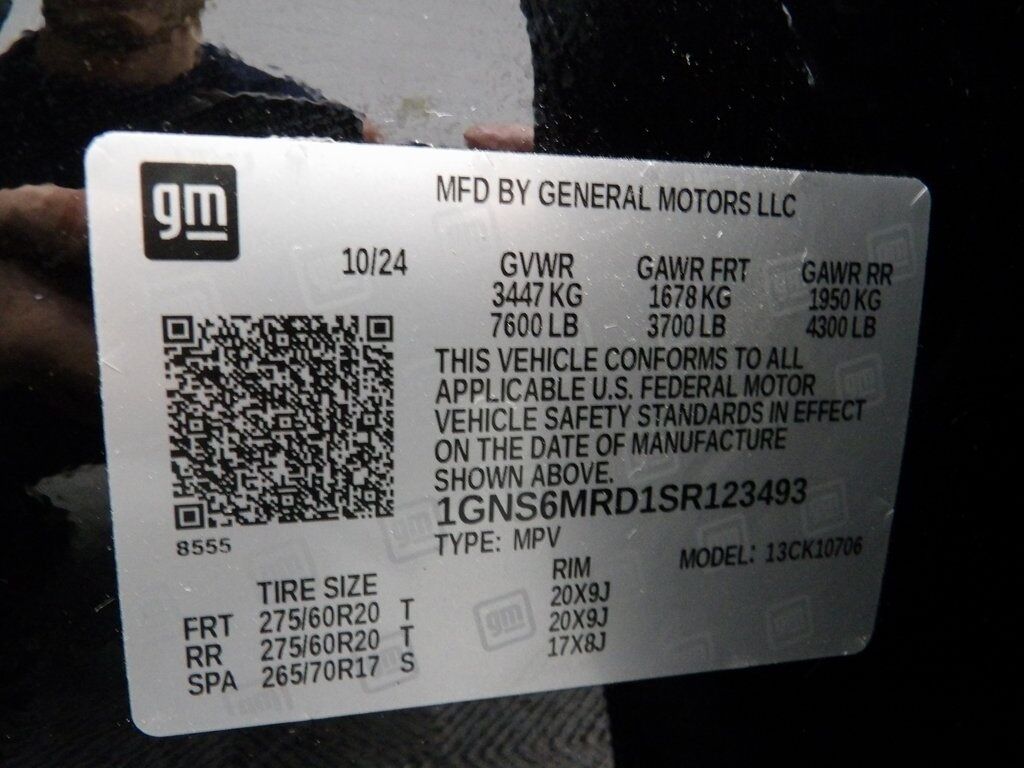 gm
MFD BY GENERAL MOTORS LLC
10/24
GVWR GAWR FRT GAWR RR
3447 KG 1678 KG 1950 KG
7600 LB 3700 LB 4300 LB
THIS VEHICLE CONFORMS TO ALL
APPLICABLE U.S. FEDERAL MOTOR
VEHICLE SAFETY STANDARDS IN EFFECT
ON THE DATE OF MANUFACTURE
SHOWN ABOVE.
1GNS6MRD1SR123493
8555
TYPE: MPV MODEL: 13CK10706
TIRE SIZE RIM
FRT 275/60R20 T 20X9J
RR 275/60R20 T 20X9J
SPA 265/70R17 S 17X8J
gm